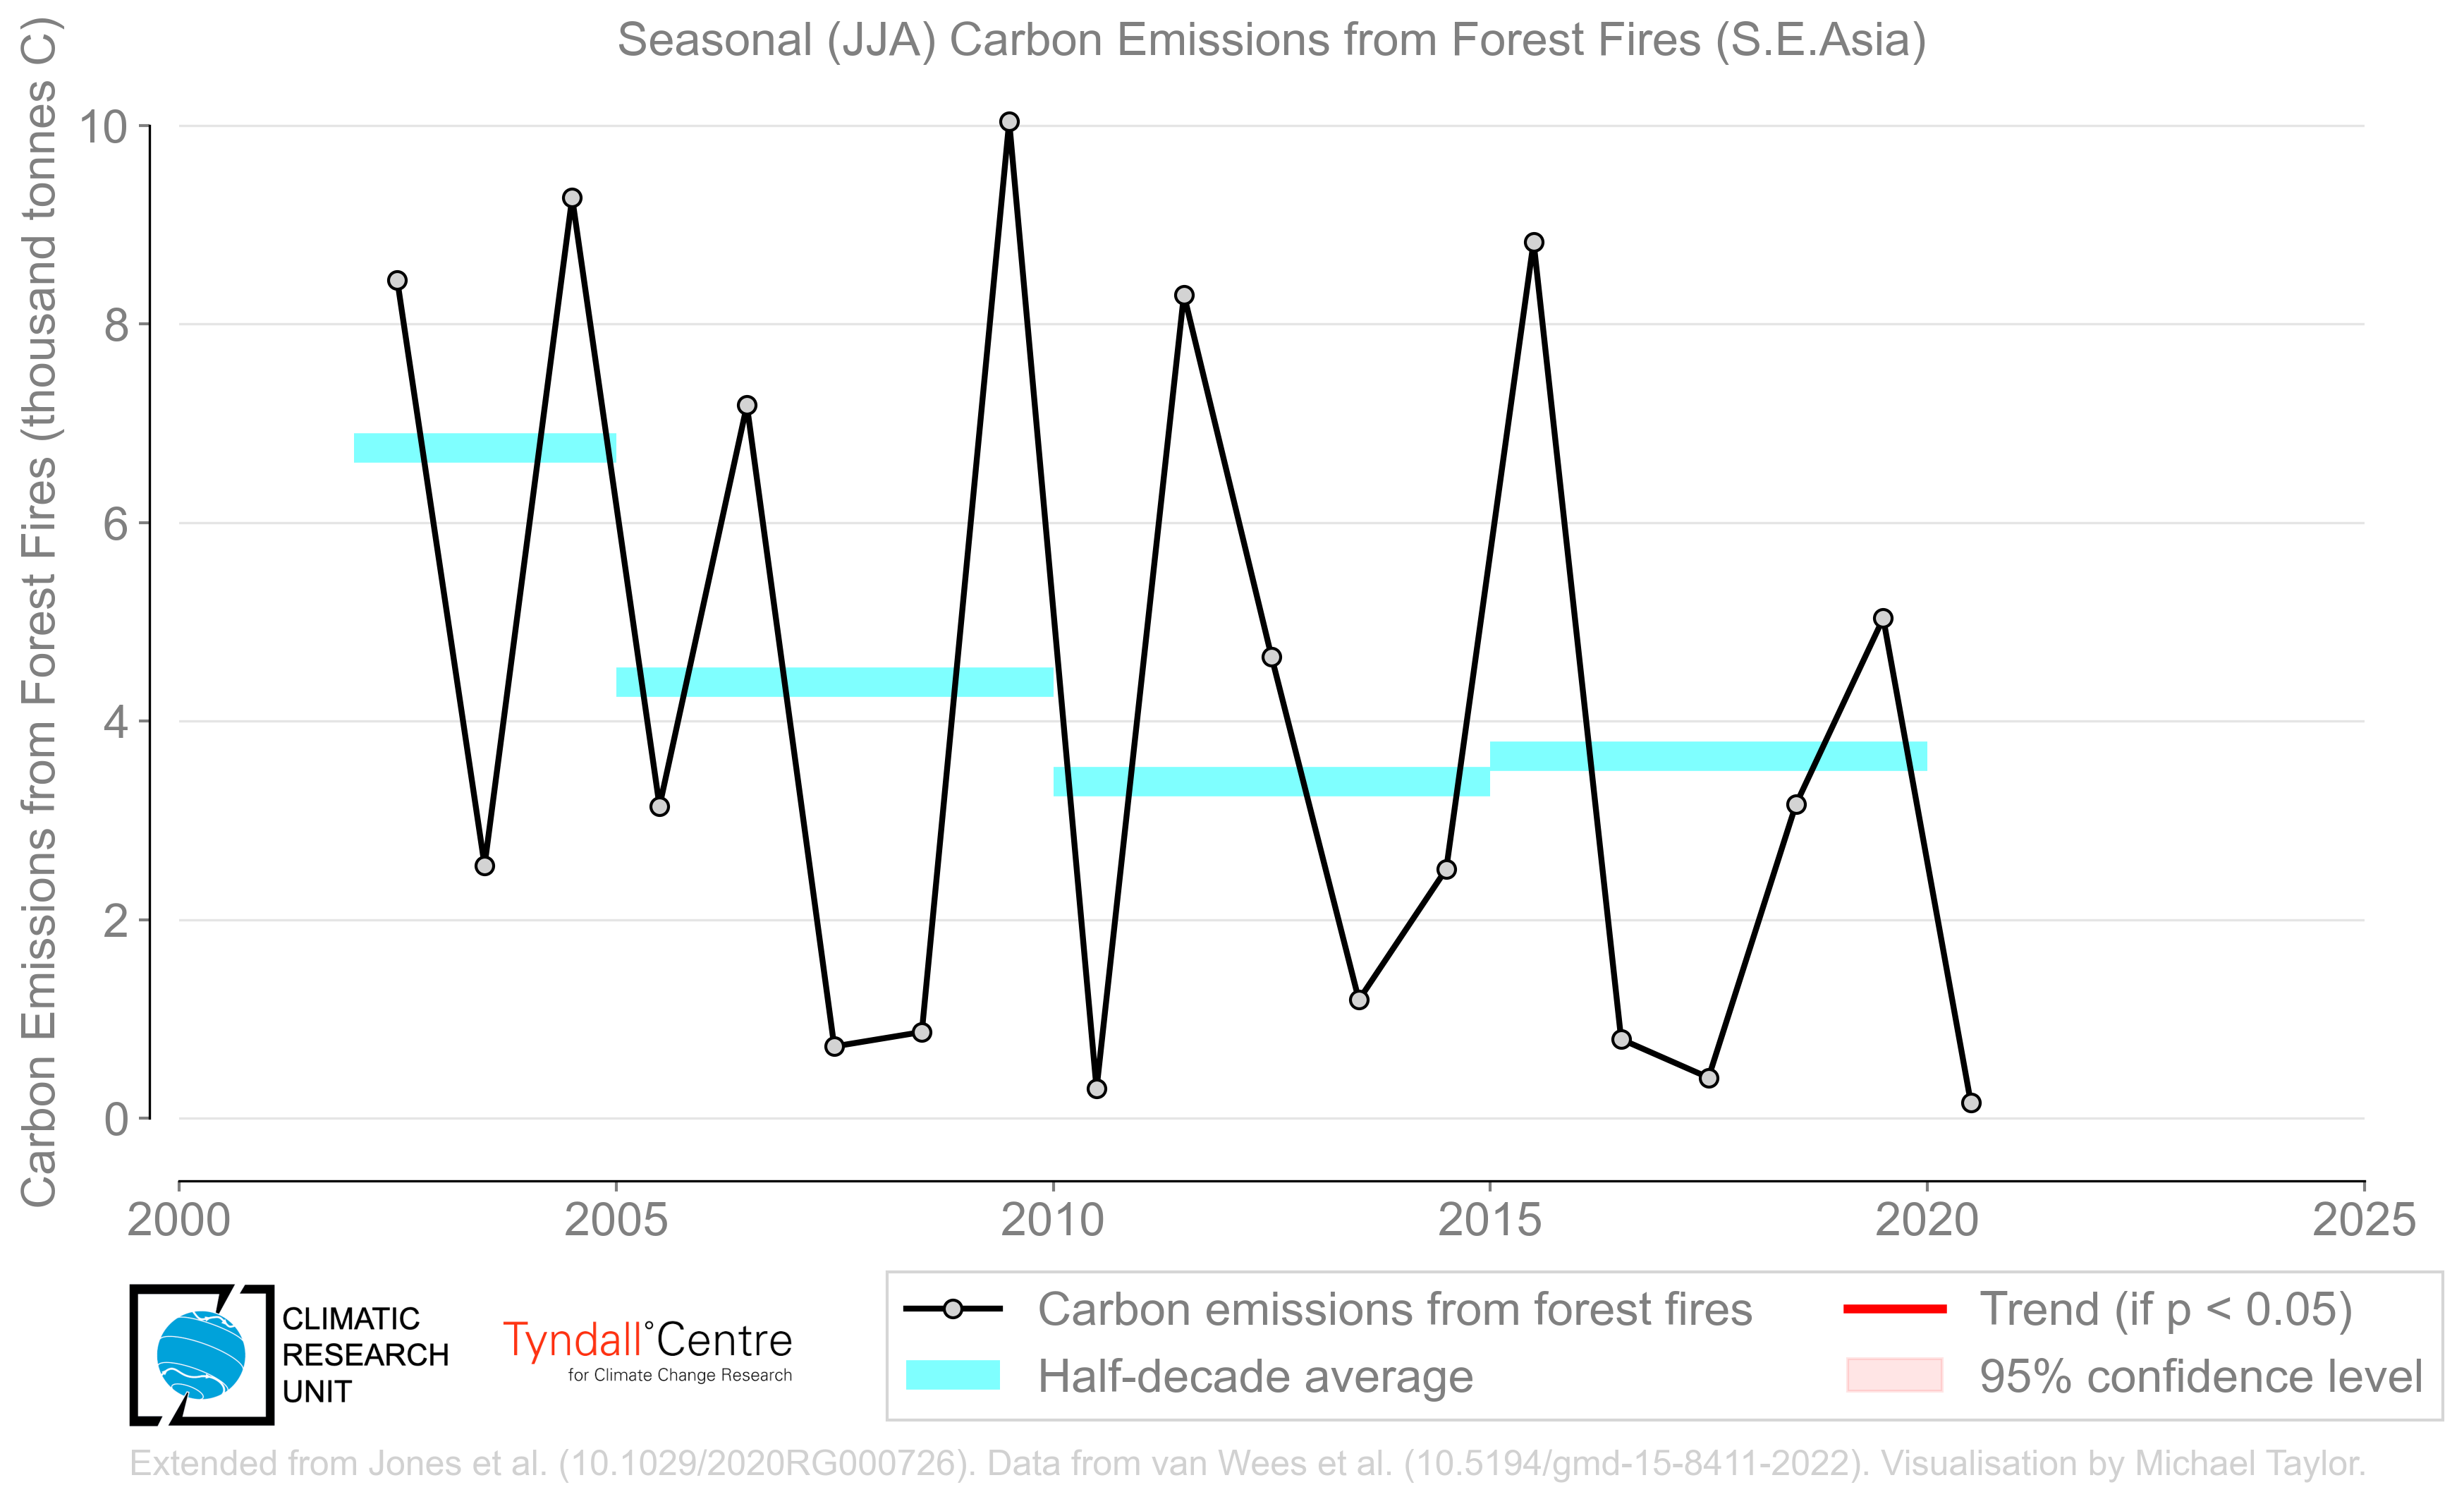 Seasonal (JJA) Carbon Emissions from Forest Fires (S.E.Asia)
Carbon Emissions from Forest Fires (thousand tonnes C)
10
8
6
4
2
0
2000 2005 2010 2015 2020 2025
CLIMATIC
RESEARCH
UNIT
Tyndall°Centre
for Climate Change Research
Carbon emissions from forest fires
Half-decade average
Trend (if p < 0.05)
95% confidence level
Extended from Jones et al. (10.1029/2020RG000726). Data from van Wees et al. (10.5194/gmd-15-8411-2022). Visualisation by Michael Taylor.